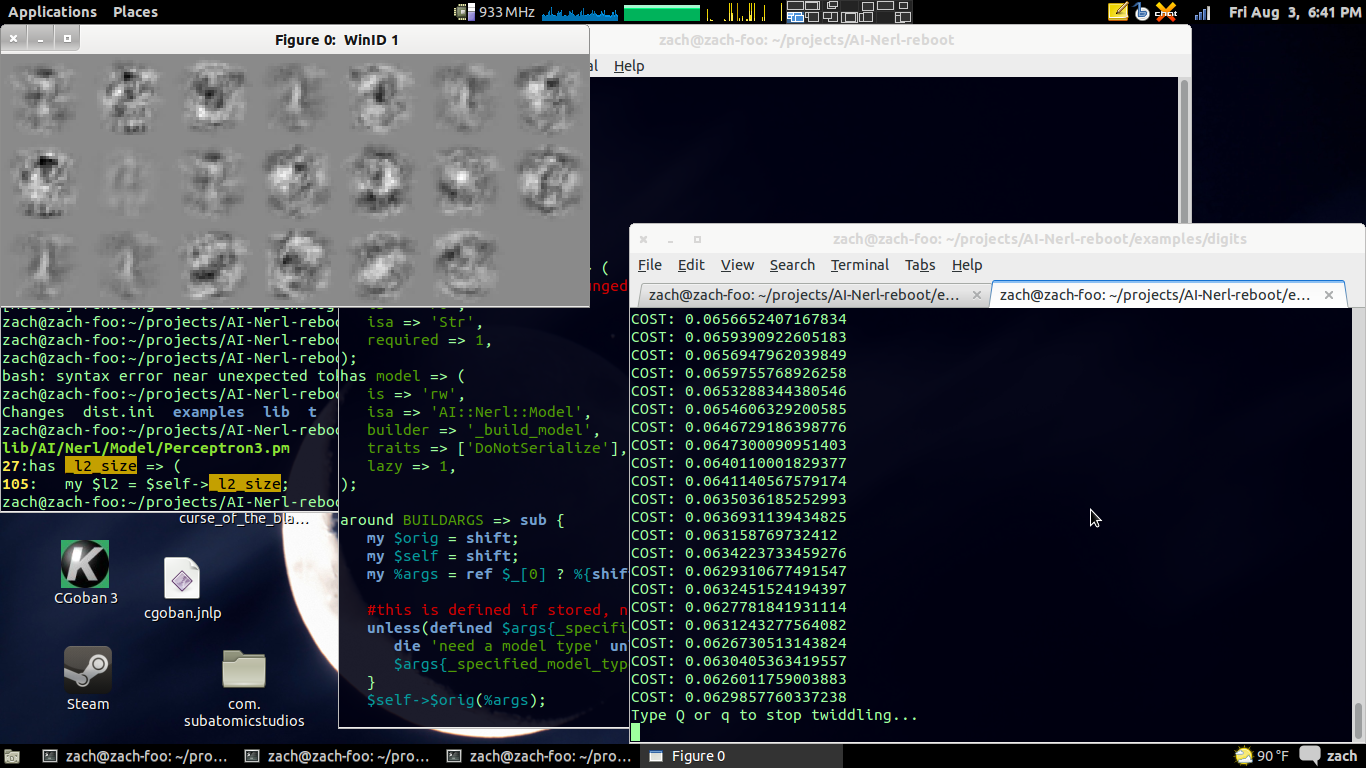 Applications Places 933 MHz chat Fri Aug 3, 6:41 PM
Figure 0: WinID 1
zach@zach-foo: ~/projects/AI-Nerl-reboot
Help
(
zach@zach-foo:~/projects/AI-Nerl-reboo
zach@zach-foo:~/projects/AI-Nerl-reboo
bash: syntax error near unexpected to
zach@zach-foo:~/projects/AI-Nerl-reboo
Changes dist.ini examples lib t
zach@zach-foo:~/projects/AI-Nerl-reboo
lib/AI/Nerl/Model/Perceptron3.pm
27:has _l2_size => (
105: my $l2 = $self->_l2_size;
zach@zach-foo:~/projects/AI-Nerl-reboo
isa => 'Str',
required => 1,
);
has model => (
is => 'rw',
isa => 'AI::Nerl::Model',
builder => '_build_model',
traits => ['DoNotSerialize'],
lazy => 1,
);
around BUILDARGS => sub {
my $orig = shift;
my $self = shift;
my %args = ref $_[0] ? %{shif
#this is defined if stored, n
unless(defined $args{_specifi
die 'need a model type' un
$args{_specified_model_typ
}
$self->$orig(%args);
zach@zach-foo: ~/projects/AI-Nerl-reboot/examples/digits
File Edit View Search Terminal Tabs Help
zach@zach-foo: ~/projects/AI-Nerl-reboot/e...
zach@zach-foo: ~/projects/AI-Nerl-reboot/e...
COST: 0.0656652407167834
COST: 0.0659390922605183
COST: 0.0656947962039849
COST: 0.0659755768926258
COST: 0.0653288344380546
COST: 0.0654606329200585
COST: 0.0646729186398776
COST: 0.0647300090951403
COST: 0.0640110001829377
COST: 0.0641140567579174
COST: 0.0635036185252993
COST: 0.0636931139434825
COST: 0.063158769732412
COST: 0.0634223733459276
COST: 0.0629310677491547
COST: 0.0632451524194397
COST: 0.0627781841931114
COST: 0.0631243277564082
COST: 0.0626730513143824
COST: 0.0630405363419557
COST: 0.0626011759003883
COST: 0.0629857760337238
Type Q or q to stop twiddling...
curse_of_the_bla...
CGoban 3
cgoban.jnlp
Steam
com.
subatomicstudios
zach@zach-foo: ~/pro... zach@zach-foo: ~/pro... zach@zach-foo: ~/pro... Figure 0 90 °F zach